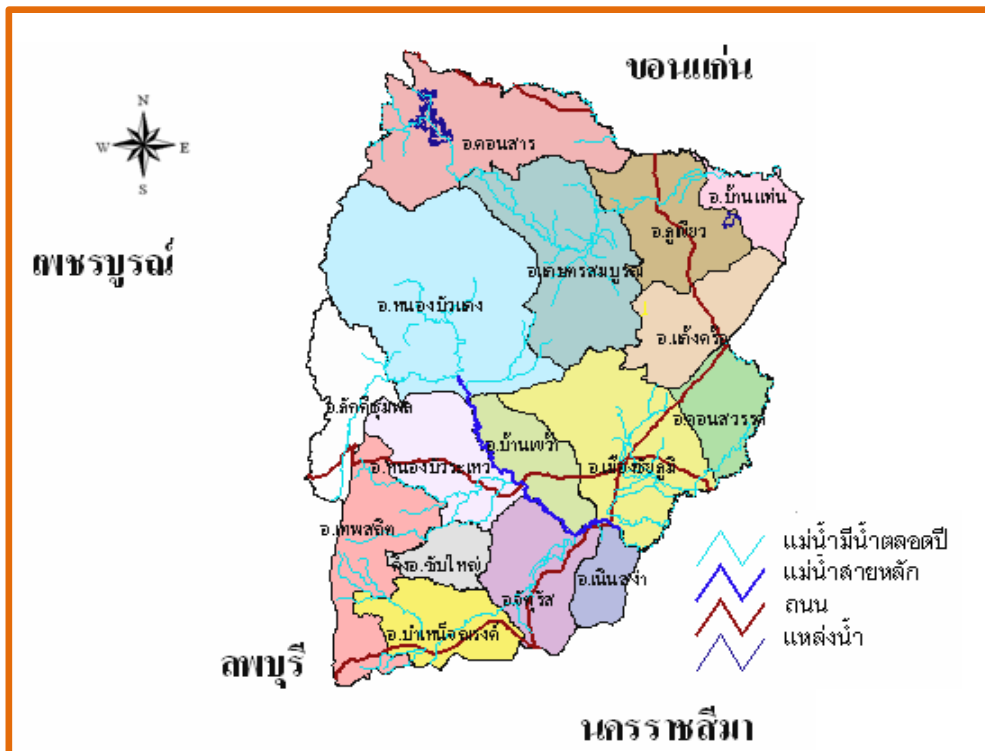 ขอนแก่น
N
W
E
S
อ.คอนสาร
อ.บ้านแท่น
อ.ภูเขียว
เพชรบูรณ์
อ.เกษตรสมบูรณ์
อ.หนองบัวแดง
อ.แก้งคร้อ
อ.ภักดีชุมพล
อ.คอนสวรรค์
อ.บ้านเขว้า
อ.หนองบัวระเหว
อ.เมืองชัยภูมิ
อ.เทพสถิต
แม่น้ำมีน้ำตลอดปี
กิ่งอ.ซับใหญ่
อ.เนินสง่า
แม่น้ำสายหลัก
อ.จัตุรัส
ถนน
อ.บำเหน็จณรงค์
แหล่งน้ำ
ลพบุรี
นครราชสีมา